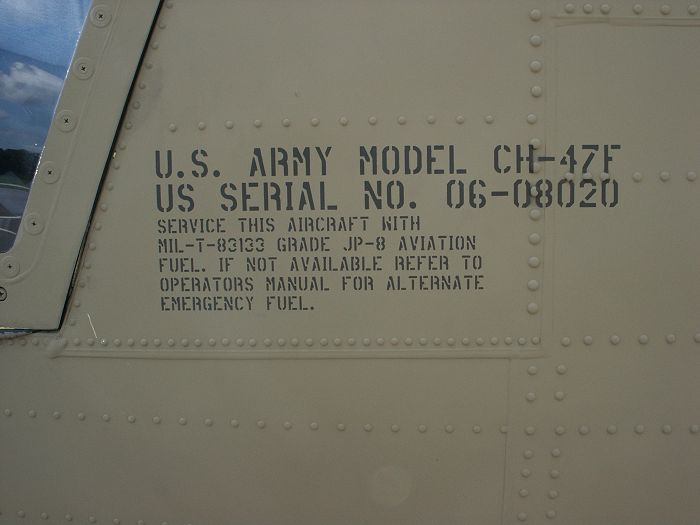 U.S. ARMY MODEL CH-47F
US SERIAL NO. 06-08020
SERVICE THIS AIRCRAFT WITH
MIL-T-83133 GRADE JP-8 AVIATION
FUEL. IF NOT AVAILABLE REFER TO
OPERATORS MANUAL FOR ALTERNATE
EMERGENCY FUEL.